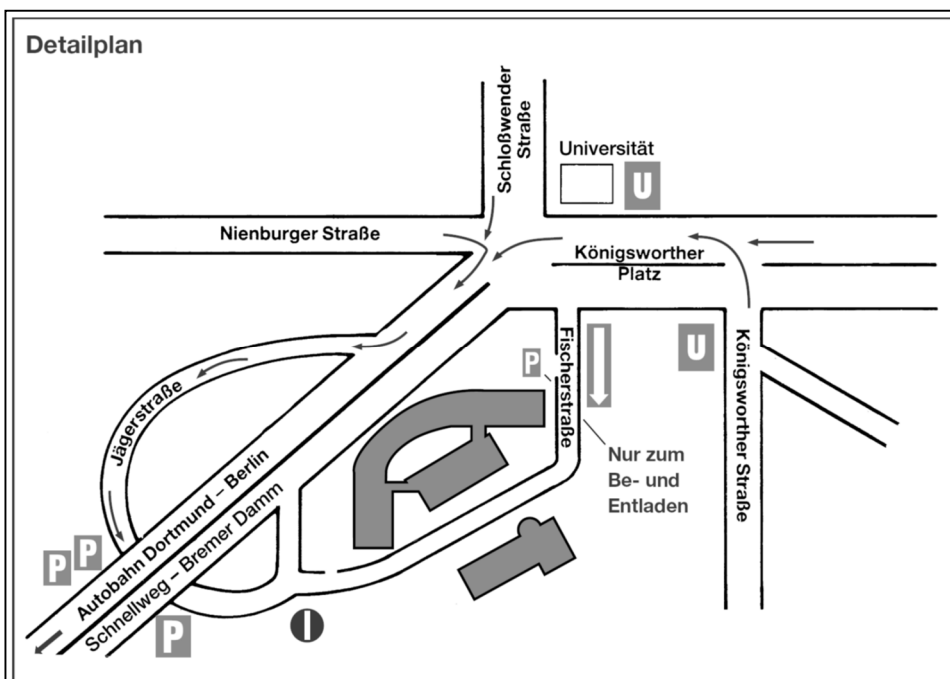 Detailplan
Schloßwender
Straße
Universität
U
Nienburger Straße
Königsworther
Platz
Fischerstraße
P
U
Königsworther Straße
Jägerstraße
Nur zum
Be- und
Entladen
Autobahn Dortmund – Berlin
Schnellweg – Bremer Damm
P
P
P